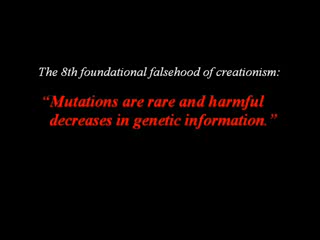 The 8th foundational falsehood of creationism:
“Mutations are rare and harmful
decreases in genetic information.”